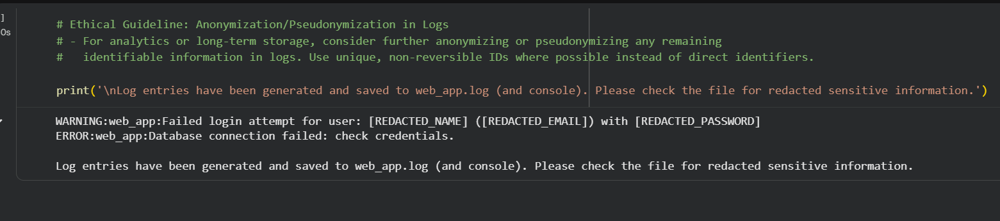 ]
0s
# Ethical Guideline: Anonymization/Pseudonymization in Logs
# - For analytics or long-term storage, consider further anonymizing or pseudonymizing any remaining
#   identifiable information in logs. Use unique, non-reversible IDs where possible instead of direct identifiers.
print('\nLog entries have been generated and saved to web_app.log (and console). Please check the file for redacted sensitive information.')
WARNING:web_app:Failed login attempt for user: [REDACTED_NAME] ([REDACTED_EMAIL]) with [REDACTED_PASSWORD]
ERROR:web_app:Database connection failed: check credentials.
Log entries have been generated and saved to web_app.log (and console). Please check the file for redacted sensitive information.